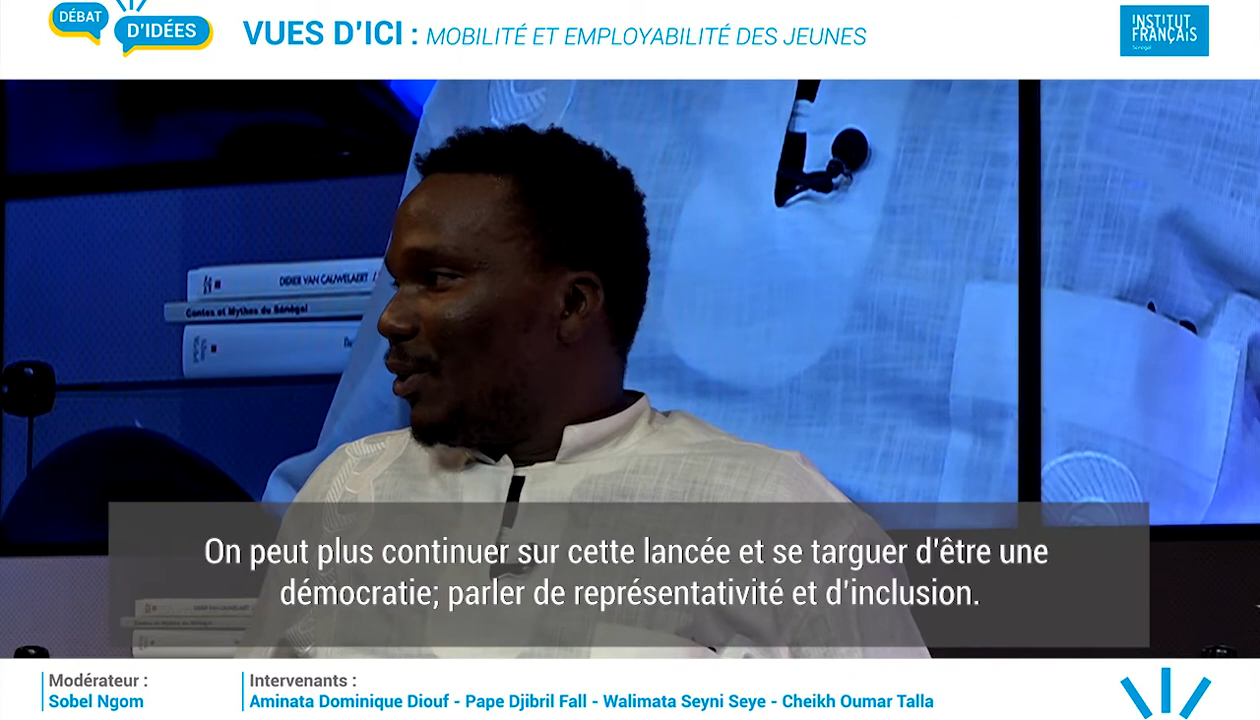 DÉBAT
D'IDÉES
VUES D'ICI : MOBILITÉ ET EMPLOYABILITÉ DES JEUNES
INSTITUT
FRANÇAIS
Sénégal
DIDIER VAN CAUWELAERT
Contes et Mythes du Sénégal
On peut plus continuer sur cette lancée et se targuer d'être une
démocratie; parler de représentativité et d'inclusion.
Modérateur :
Sobel Ngom
Intervenants :
Aminata Dominique Diouf - Pape Djibril Fall - Walimata Seyni Seye - Cheikh Oumar Talla